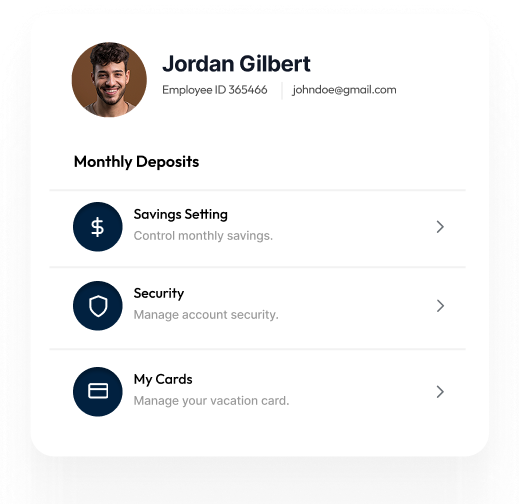 Jordan Gilbert
Employee ID 365466 johndoe@gmail.com
Monthly Deposits
Savings Setting
Control monthly savings.
Security
Manage account security.
My Cards
Manage your vacation card.